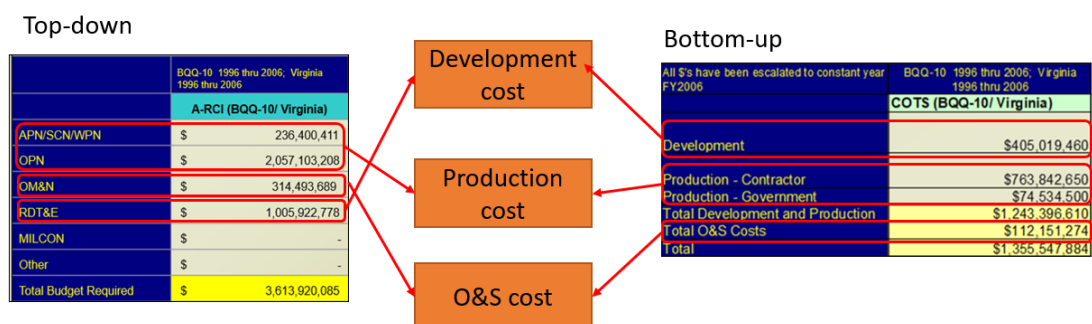 Top-down
BQQ-10 1996 thru 2006; Virginia
1996 thru 2006
A-RCI (BQQ-10/ Virginia)
APN/SCN/WPN $ 236,400,411
OPN $ 2,057,103,208
OM&N $ 314,493,689
RDT&E $ 1,005,922,778
MILCON $ -
Other $ -
Total Budget Required $ 3,613,920,085
Development
cost
Production
cost
O&S cost
Bottom-up
All $'s have been escalated to constant year
FY2006
BQQ-10 1996 thru 2006; Virginia
1996 thru 2006
COTS (BQQ-10/ Virginia)
Development $405,019,460
Production - Contractor $763,842,650
Production - Government $74,534,500
Total Development and Production $1,243,396,610
Total O&S Costs $112,151,274
Total $1,355,547,884